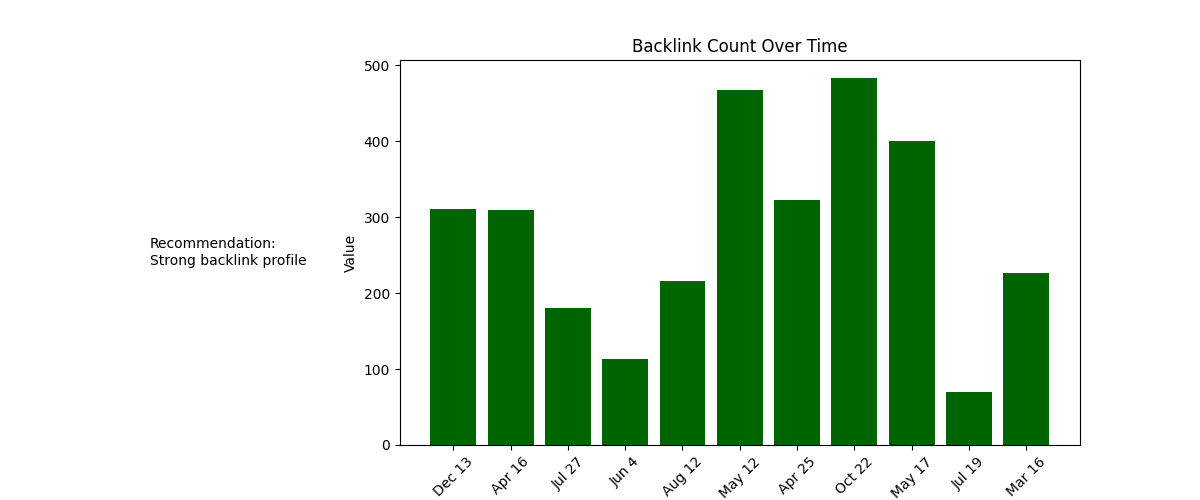 Backlink Count Over Time
Recommendation:
Strong backlink profile
Value
500
400
300
200
100
0
Dec 13
Apr 16
Jul 27
Jun 4
Aug 12
May 12
Apr 25
Oct 22
May 17
Jul 19
Mar 16